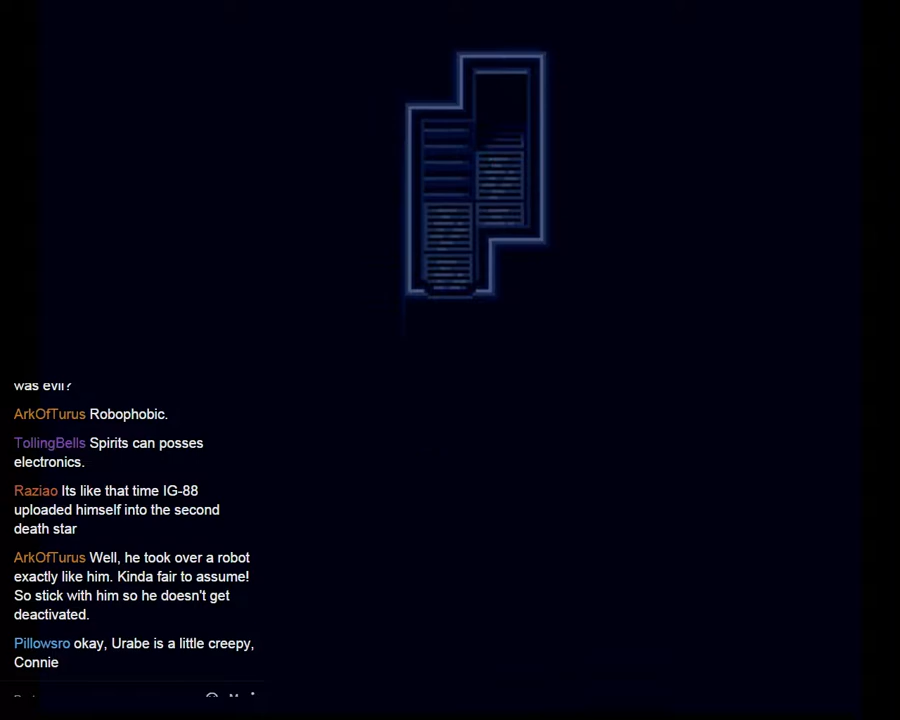 was evil?
ArkOfTurus Robophobic.
TollingBells Spirits can posses
electronics.
Raziao Its like that time IG-88
uploaded himself into the second
death star
ArkOfTurus Well, he took over a robot
exactly like him. Kinda fair to assume!
So stick with him so he doesn't get
deactivated.
Pillowsro okay, Urabe is a little creepy,
Connie